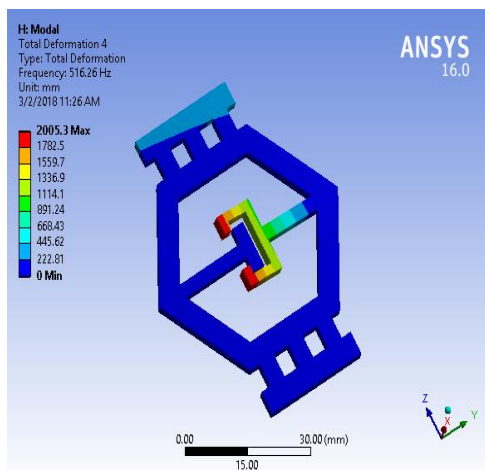 H: Modal
Total Deformation 4
Type: Total Deformation
Frequency: 516.26 Hz
Unit: mm
3/2/2018 11:26 AM
ANSYS
16.0
2005.3 Max
1782.5
1559.7
1336.9
1114.1
891.24
668.43
445.62
222.81
0 Min
Z
Y
X
0.00 30.00 (mm)
15.00